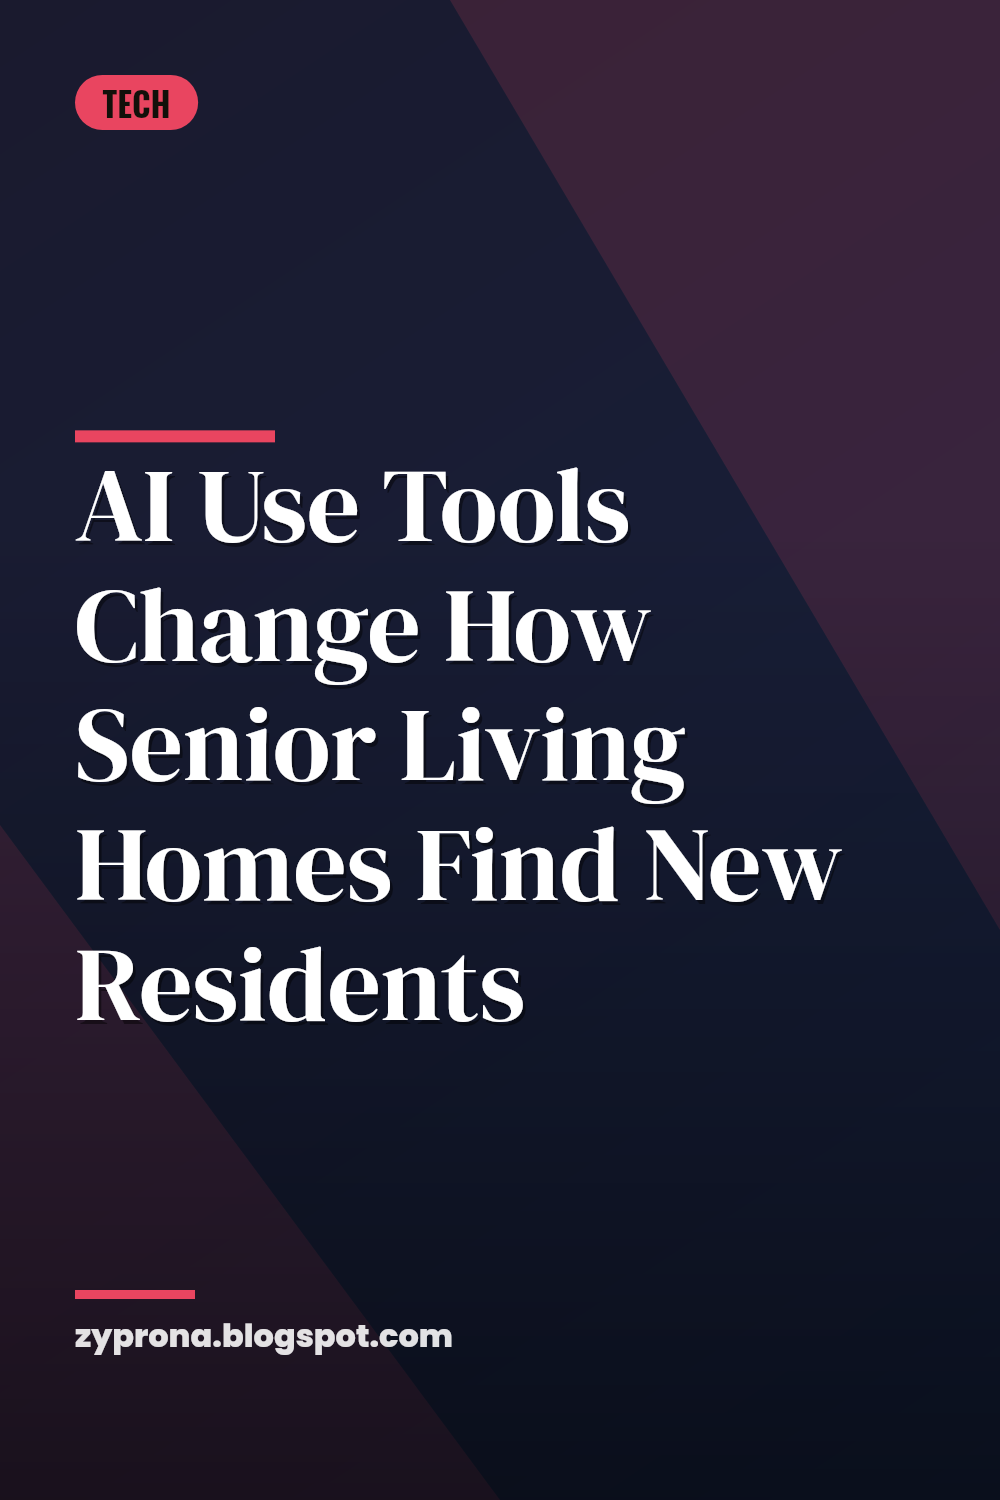 TECH
AI Use Tools
Change How
Senior Living
Homes Find New
Residents
zyprona.blogspot.com